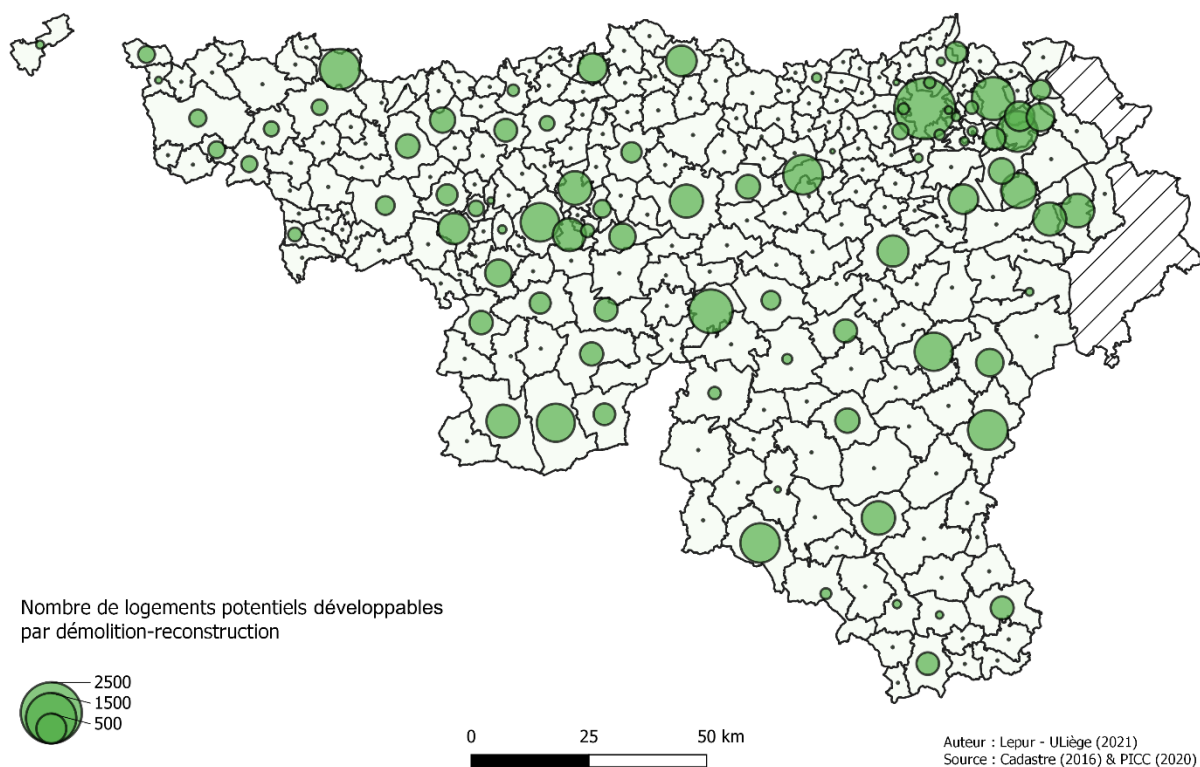 Nombre de logements potentiels développables
par démolition-reconstruction
2500
1500
500
0 25 50 km
Auteur : Lepur - ULiège (2021)
Source : Cadastre (2016) & PICC (2020)